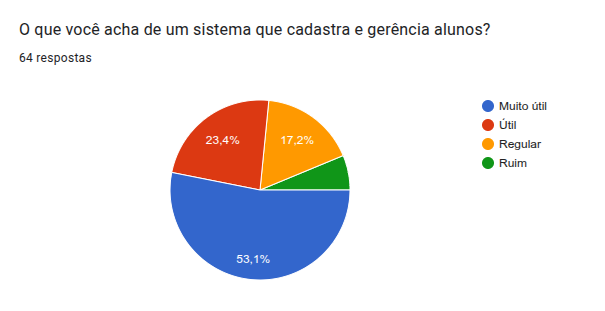 O que você acha de um sistema que cadastra e gerência alunos?
64 respostas
23,4%
17,2%
53,1%
Muito útil
Útil
Regular
Ruim